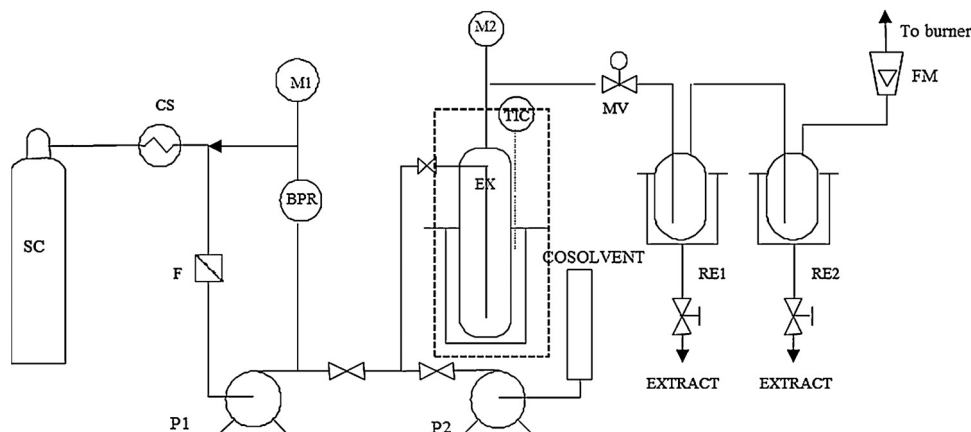 M2
To burner
FM
M1
CS
MV
TIC
EX
BPR
SC
F
COSOLVENT
RE1
RE2
EXTRACT
EXTRACT
P1
P2